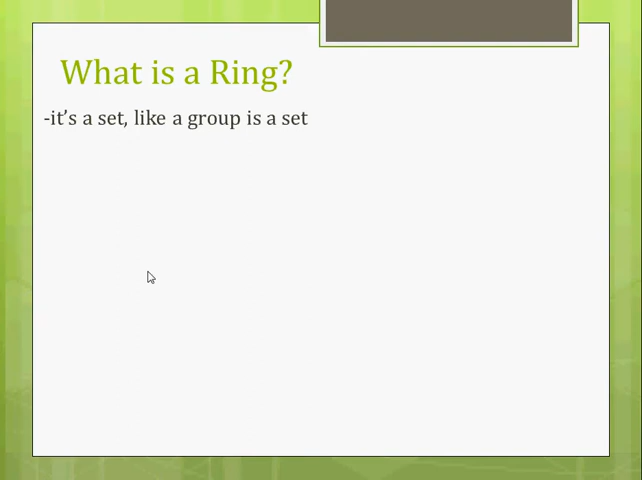 What is a Ring?
-it’s a set, like a group is a set